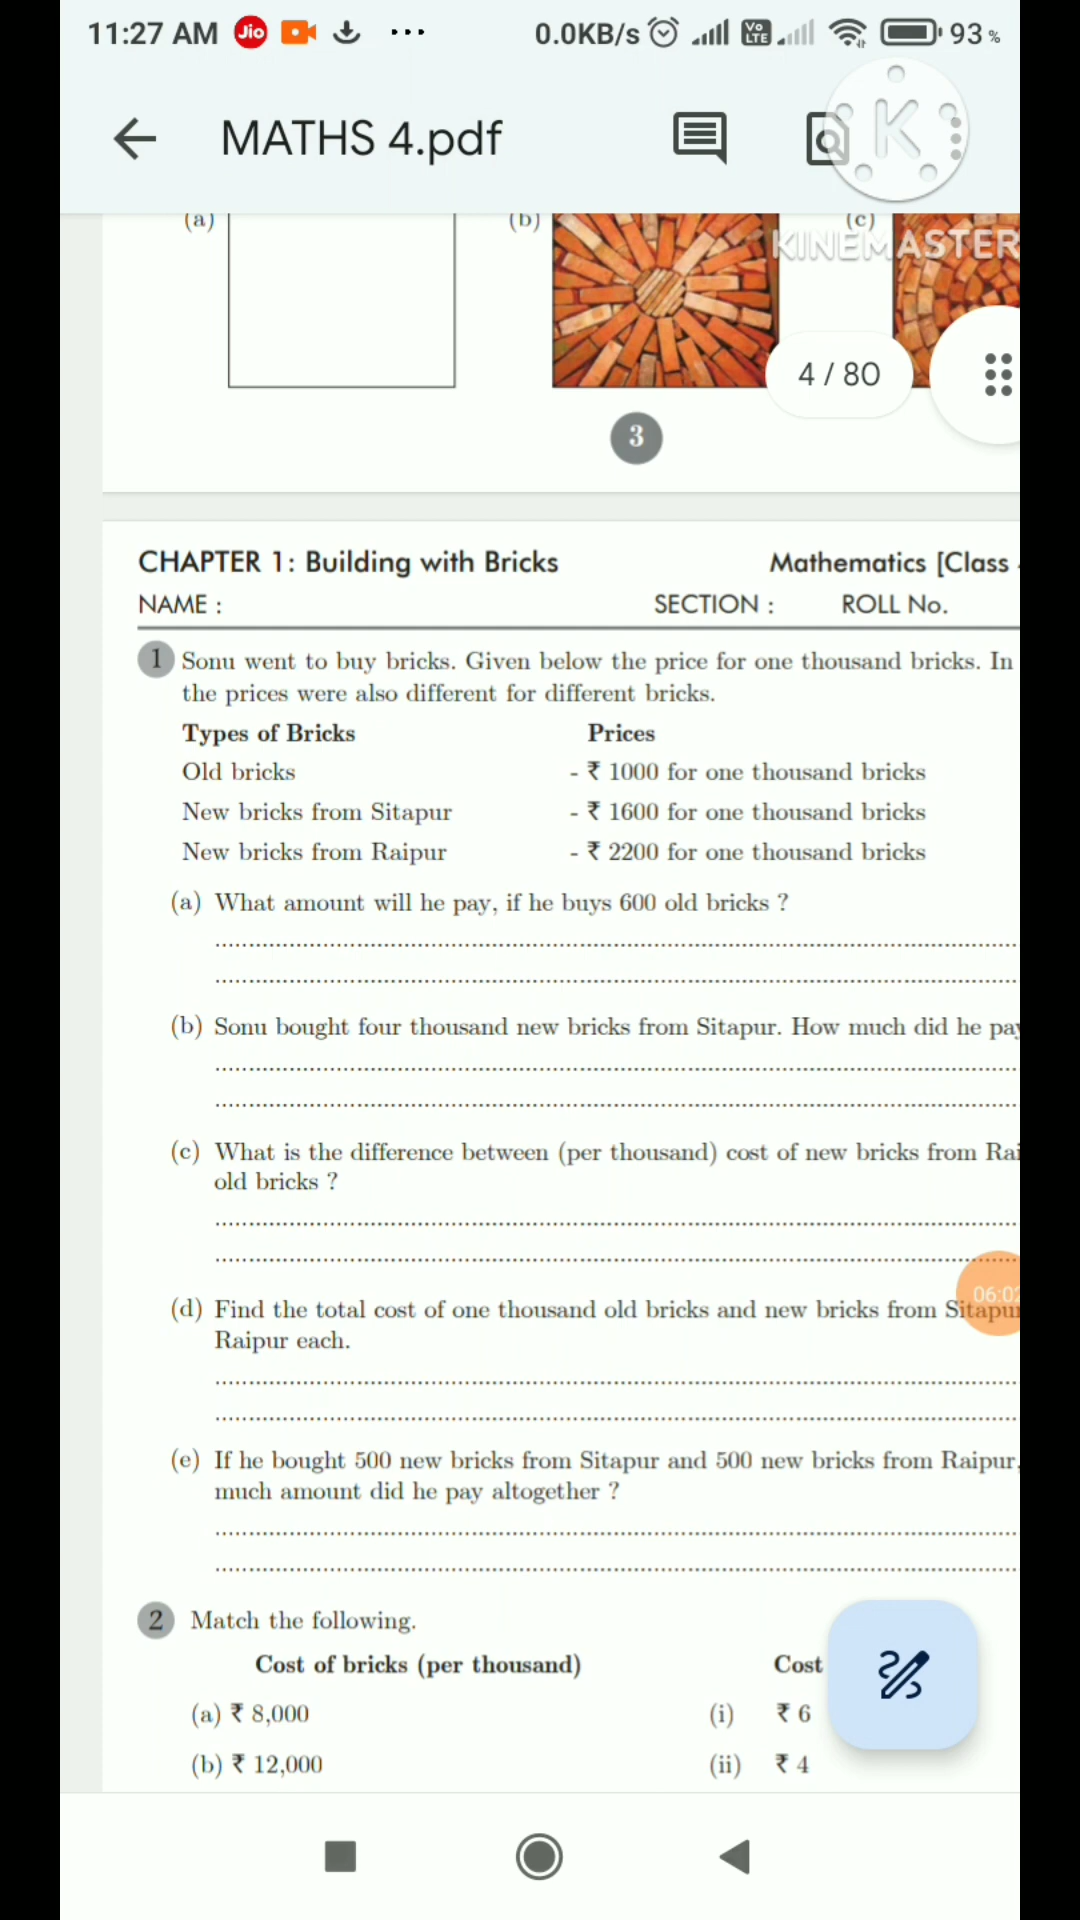 11:27 AM Jio ... 0.0KB/s Vo LTE 93 %
MATHS 4.pdf K
(a) (b) (c)
KINEMASTER
4 / 80
3
CHAPTER 1: Building with Bricks Mathematics [Class
NAME : SECTION : ROLL No.
1 Sonu went to buy bricks. Given below the price for one thousand bricks. In
the prices were also different for different bricks.
Types of Bricks Prices
Old bricks - ₹ 1000 for one thousand bricks
New bricks from Sitapur - ₹ 1600 for one thousand bricks
New bricks from Raipur - ₹ 2200 for one thousand bricks
(a) What amount will he pay, if he buys 600 old bricks ?
(b) Sonu bought four thousand new bricks from Sitapur. How much did he pay
(c) What is the difference between (per thousand) cost of new bricks from Rai
old bricks ?
06:02
(d) Find the total cost of one thousand old bricks and new bricks from Sitapur
Raipur each.
(e) If he bought 500 new bricks from Sitapur and 500 new bricks from Raipur,
much amount did he pay altogether ?
2 Match the following.
Cost of bricks (per thousand) Cost
(a) ₹ 8,000 (i) ₹ 6
(b) ₹ 12,000 (ii) ₹ 4